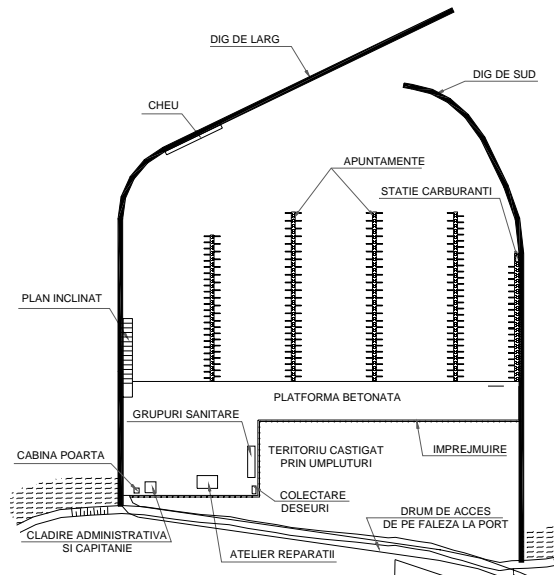 DIG DE LARG
DIG DE SUD
CHEU
APUNTAMENTE
STATIE CARBURANTI
PLAN INCLINAT
PLATFORMA BETONATA
GRUPURI SANITARE
TERITORIU CASTIGAT
PRIN UMPLUTURI
IMPREJMUIRE
CABINA POARTA
COLECTARE
DESEURI
DRUM DE ACCES
DE PE FALEZA LA PORT
CLADIRE ADMINISTRATIVA
SI CAPITANIE
ATELIER REPARATII